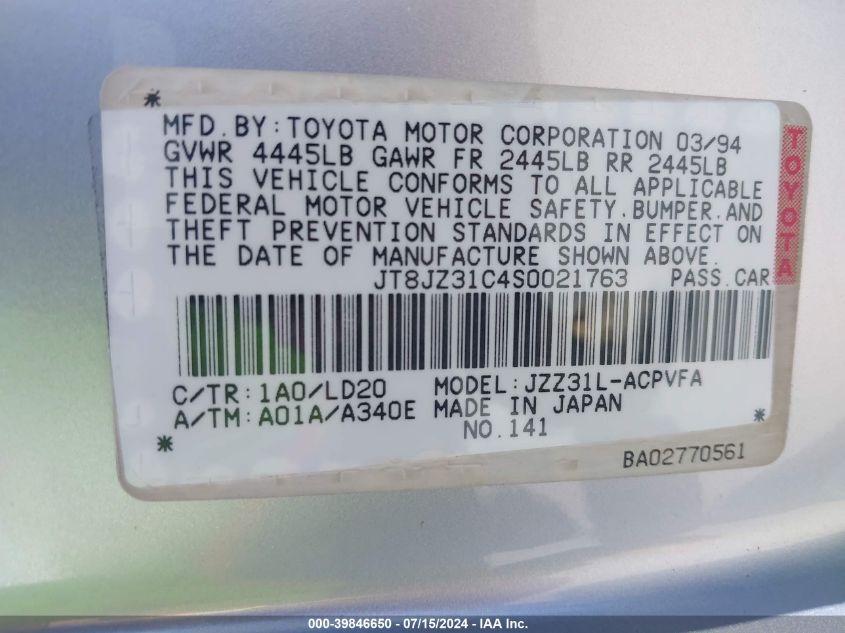 MFD.BY:TOYOTA MOTOR CORPORATION 03/94
GVWR 4445LB GAWR FR 2445LB RR 2445LB
THIS VEHICLE CONFORMS TO ALL APPLICABLE
FEDERAL MOTOR VEHICLE SAFETY.BUMPER.AND
THEFT PREVENTION STANDARDS IN EFFECT ON
THE DATE OF MANUFACTURE SHOWN ABOVE.
JT8JZ31C4S0021763 PASS.CAR
TOYOTA
C/TR:1A0/LD20 MODEL:JZZ31L-ACPVFA
A/TM:A01A/A340E MADE IN JAPAN
NO.141
BA02770561
000-39846650 - 07/15/2024 - IAA Inc.